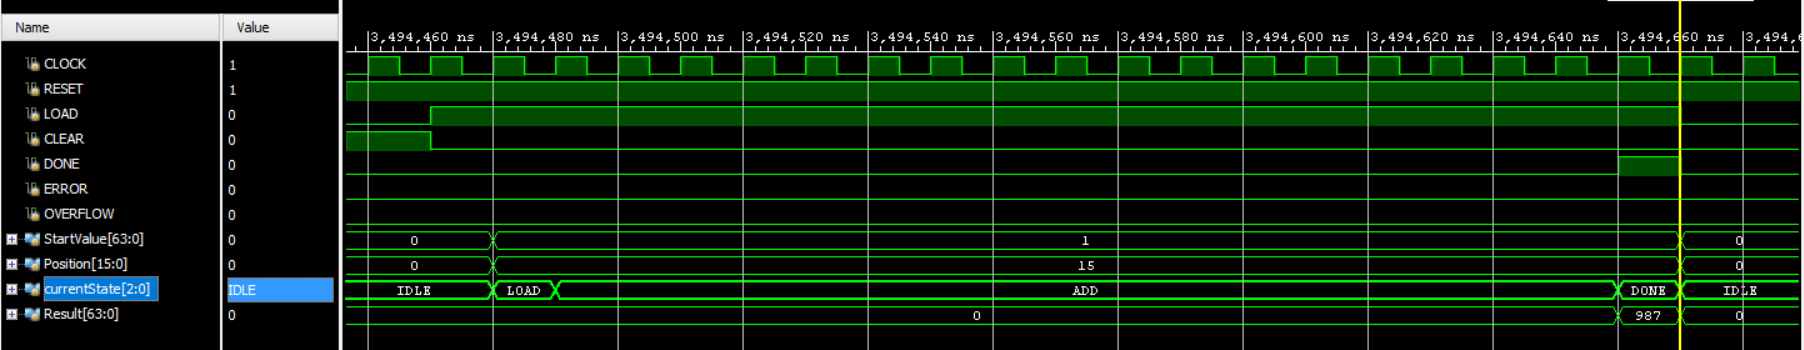 Name Value
3,494,460 ns 3,494,480 ns 3,494,500 ns 3,494,520 ns 3,494,540 ns 3,494,560 ns 3,494,580 ns 3,494,600 ns 3,494,620 ns 3,494,640 ns 3,494,660 ns 3,494,6
CLOCK 1
RESET 1
LOAD 0
CLEAR 0
DONE 0
ERROR 0
OVERFLOW 0
StartValue[63:0] 0 0 1 0
Position[15:0] 0 0 15 0
currentState[2:0] IDLE IDLE LOAD ADD DONE IDLE
Result[63:0] 0 0 987 0